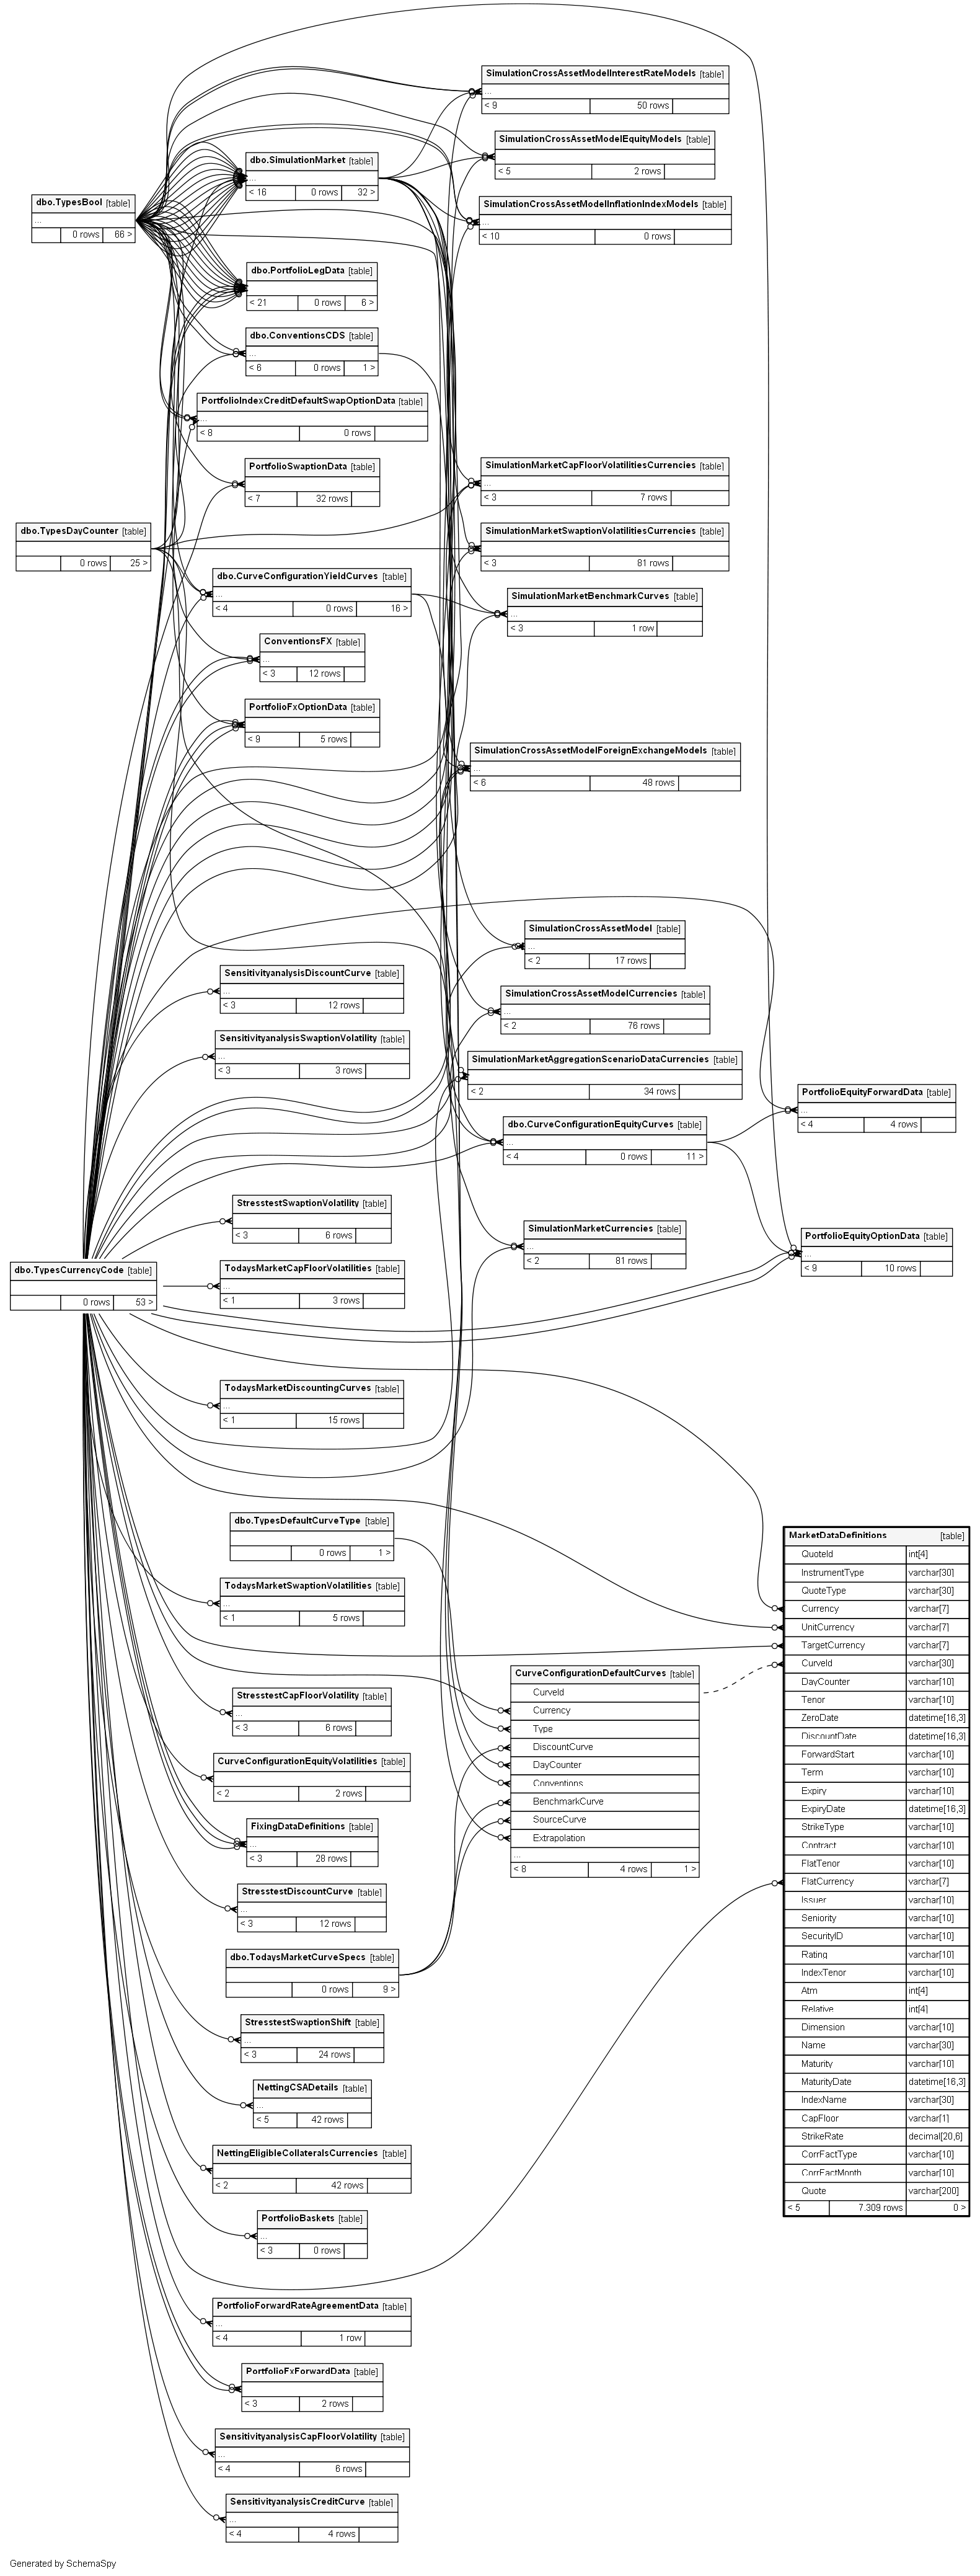 SimulationCrossAssetModelInterestRateModels [table]
...
< 9 50 rows
SimulationCrossAssetModelEquityModels [table]
...
< 5 2 rows
dbo.SimulationMarket [table]
...
< 16 0 rows 32 >
dbo.TypesBool [table]
...
0 rows 66 >
SimulationCrossAssetModelInflationIndexModels [table]
...
< 10 0 rows
dbo.PortfolioLegData [table]
< 21 0 rows 6 >
dbo.ConventionsCDS [table]
...
< 6 0 rows 1 >
PortfolioIndexCreditDefaultSwapOptionData [table]
...
< 8 0 rows
PortfolioSwaptionData [table]
< 7 32 rows
SimulationMarketCapFloorVolatilitiesCurrencies [table]
...
< 3 7 rows
dbo.TypesDayCounter [table]
0 rows 25 >
SimulationMarketSwaptionVolatilitiesCurrencies [table]
< 3 81 rows
dbo.CurveConfigurationYieldCurves [table]
...
< 4 0 rows 16 >
SimulationMarketBenchmarkCurves [table]
...
< 3 1 row
ConventionsFX [table]
...
< 3 12 rows
PortfolioFxOptionData [table]
< 9 5 rows
SimulationCrossAssetModelForeignExchangeModels [table]
...
< 6 48 rows
SimulationCrossAssetModel [table]
...
< 2 17 rows
SensitivityanalysisDiscountCurve [table]
...
< 3 12 rows
SimulationCrossAssetModelCurrencies [table]
...
< 2 76 rows
SensitivityanalysisSwaptionVolatility [table]
...
< 3 3 rows
SimulationMarketAggregationScenarioDataCurrencies [table]
< 2 34 rows
PortfolioEquityForwardData [table]
...
< 4 4 rows
dbo.CurveConfigurationEquityCurves [table]
...
< 4 0 rows 11 >
StresstestSwaptionVolatility [table]
< 3 6 rows
SimulationMarketCurrencies [table]
...
< 2 81 rows
PortfolioEquityOptionData [table]
...
< 9 10 rows
dbo.TypesCurrencyCode [table]
0 rows 53 >
TodaysMarketCapFloorVolatilities [table]
...
< 1 3 rows
TodaysMarketDiscountingCurves [table]
...
< 1 15 rows
dbo.TypesDefaultCurveType [table]
0 rows 1 >
TodaysMarketSwaptionVolatilities [table]
...
< 1 5 rows
StresstestCapFloorVolatility [table]
...
< 3 6 rows
CurveConfigurationEquityVolatilities [table]
< 2 2 rows
FixingDataDefinitions [table]
...
< 3 28 rows
StresstestDiscountCurve [table]
...
< 3 12 rows
dbo.TodaysMarketCurveSpecs [table]
0 rows 9 >
StresstestSwaptionShift [table]
...
< 3 24 rows
NettingCSADetails [table]
...
< 5 42 rows
NettingEligibleCollateralsCurrencies [table]
< 2 42 rows
PortfolioBaskets [table]
...
< 3 0 rows
PortfolioForwardRateAgreementData [table]
...
< 4 1 row
PortfolioFxForwardData [table]
< 3 2 rows
SensitivityanalysisCapFloorVolatility [table]
...
< 4 6 rows
SensitivityanalysisCreditCurve [table]
...
< 4 4 rows
CurveConfigurationDefaultCurves [table]
CurveId
Currency
Type
DiscountCurve
DayCounter
Conventions
BenchmarkCurve
SourceCurve
Extrapolation
...
< 8 4 rows 1 >
MarketDataDefinitions [table]
QuoteId int[4]
InstrumentType varchar[30]
QuoteType varchar[30]
Currency varchar[7]
UnitCurrency varchar[7]
TargetCurrency varchar[7]
CurveId varchar[30]
DayCounter varchar[10]
Tenor varchar[10]
ZeroDate datetime[16,3]
DiscountDate datetime[16,3]
ForwardStart varchar[10]
Term varchar[10]
Expiry varchar[10]
ExpiryDate datetime[16,3]
StrikeType varchar[10]
Contract varchar[10]
FlatTenor varchar[10]
FlatCurrency varchar[7]
Issuer varchar[10]
Seniority varchar[10]
SecurityID varchar[10]
Rating varchar[10]
IndexTenor varchar[10]
Atm int[4]
Relative int[4]
Dimension varchar[10]
Name varchar[30]
Maturity varchar[10]
MaturityDate datetime[16,3]
IndexName varchar[30]
CapFloor varchar[1]
StrikeRate decimal[20,6]
CorrFactType varchar[10]
CorrFactMonth varchar[10]
Quote varchar[200]
< 5 7.309 rows 0 >
Generated by SchemaSpy